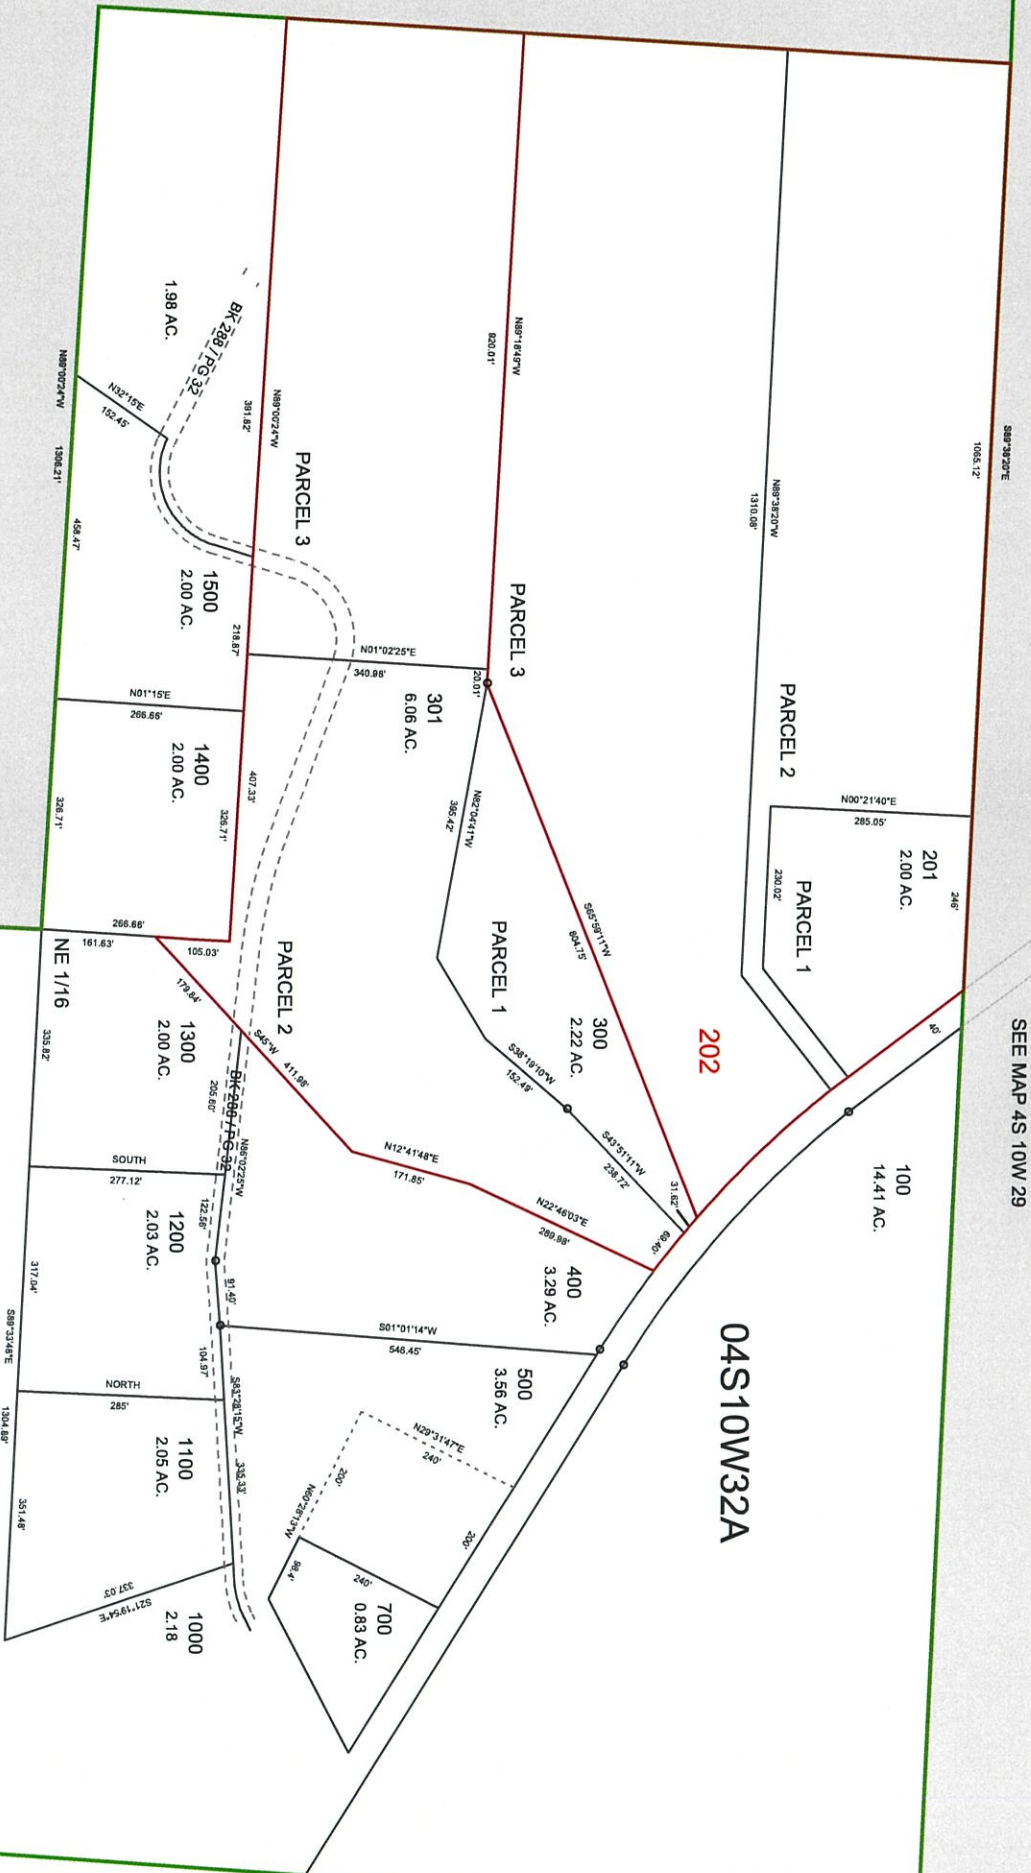 SEE MAP 4S 10W 29
S89°38'20"E
1065.12'
246'
40'
N00°21'40"E
285.05'
201
2.00 AC.
PARCEL 1
230.02'
PARCEL 2
N89°38'20"W
1310.08'
100
14.41 AC.
202
04S10W32A
N89°18'49"W
920.01'
PARCEL 3
20.01'
S65°59'11"W
804.75'
300
2.22 AC.
PARCEL 1
N82°04'41"W
395.42'
S38°19'10"W
152.49'
S43°51'11"W
238.72'
31.62'
69.40'
N01°02'25"E
340.98'
301
6.06 AC.
PARCEL 3
N89°00'24"W
391.82'
218.87'
407.33'
326.71'
PARCEL 2
N12°41'48"E
171.85'
N22°46'03"E
289.98'
400
3.29 AC.
S01°01'14"W
546.45'
500
3.56 AC.
N29°31'47"E
240'
200'
200'
N60°28'13"W
240'
98.4'
700
0.83 AC.
BK 288 / PG 32
1.98 AC.
N32°15'E
152.45'
1500
2.00 AC.
N01°15'E
266.66'
1400
2.00 AC.
266.66'
161.63'
105.03'
179.84'
S45°W
411.98'
1300
2.00 AC.
205.60'
BK 288 / PG 32
N86°02'25"W
SOUTH
277.12'
122.56'
1200
2.03 AC.
91.40'
104.97'
S83°28'15"W
335.33'
NORTH
285'
1100
2.05 AC.
S21°19'54"E
337.03'
1000
2.18
N89°00'24"W
1306.21'
458.47'
326.71'
NE 1/16
335.82'
317.04'
S89°33'48"E
1304.69'
351.48'